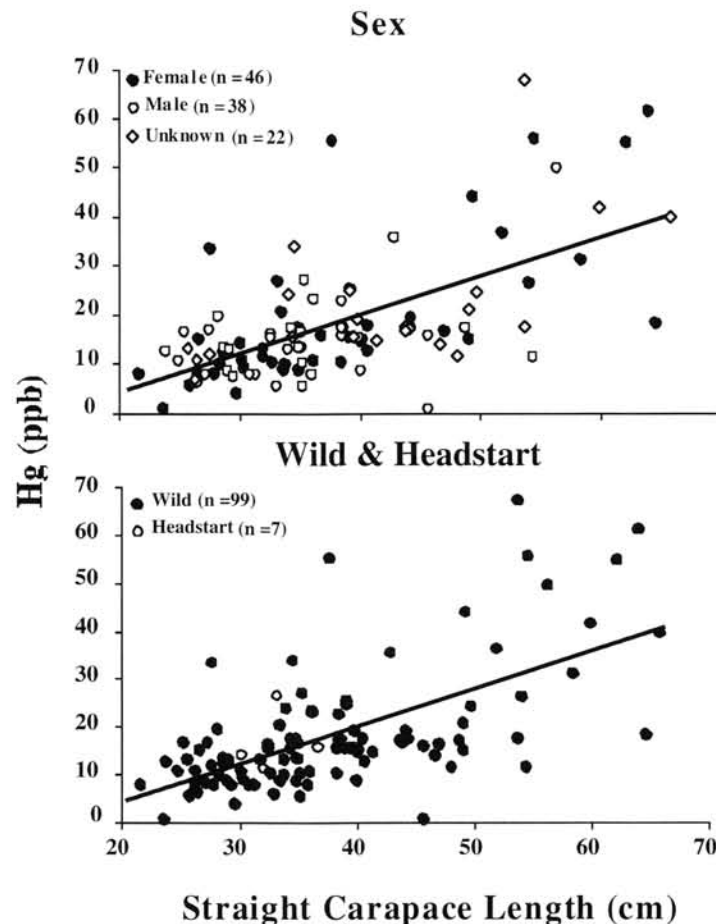 Sex
70
60
50
40
30
20
10
0
Female (n = 46)
Male (n = 38)
Unknown (n = 22)
Hg (ppb)
Wild & Headstart
70
60
50
40
30
20
10
0
Wild (n =99)
Headstart (n =7)
20 30 40 50 60 70
Straight Carapace Length (cm)